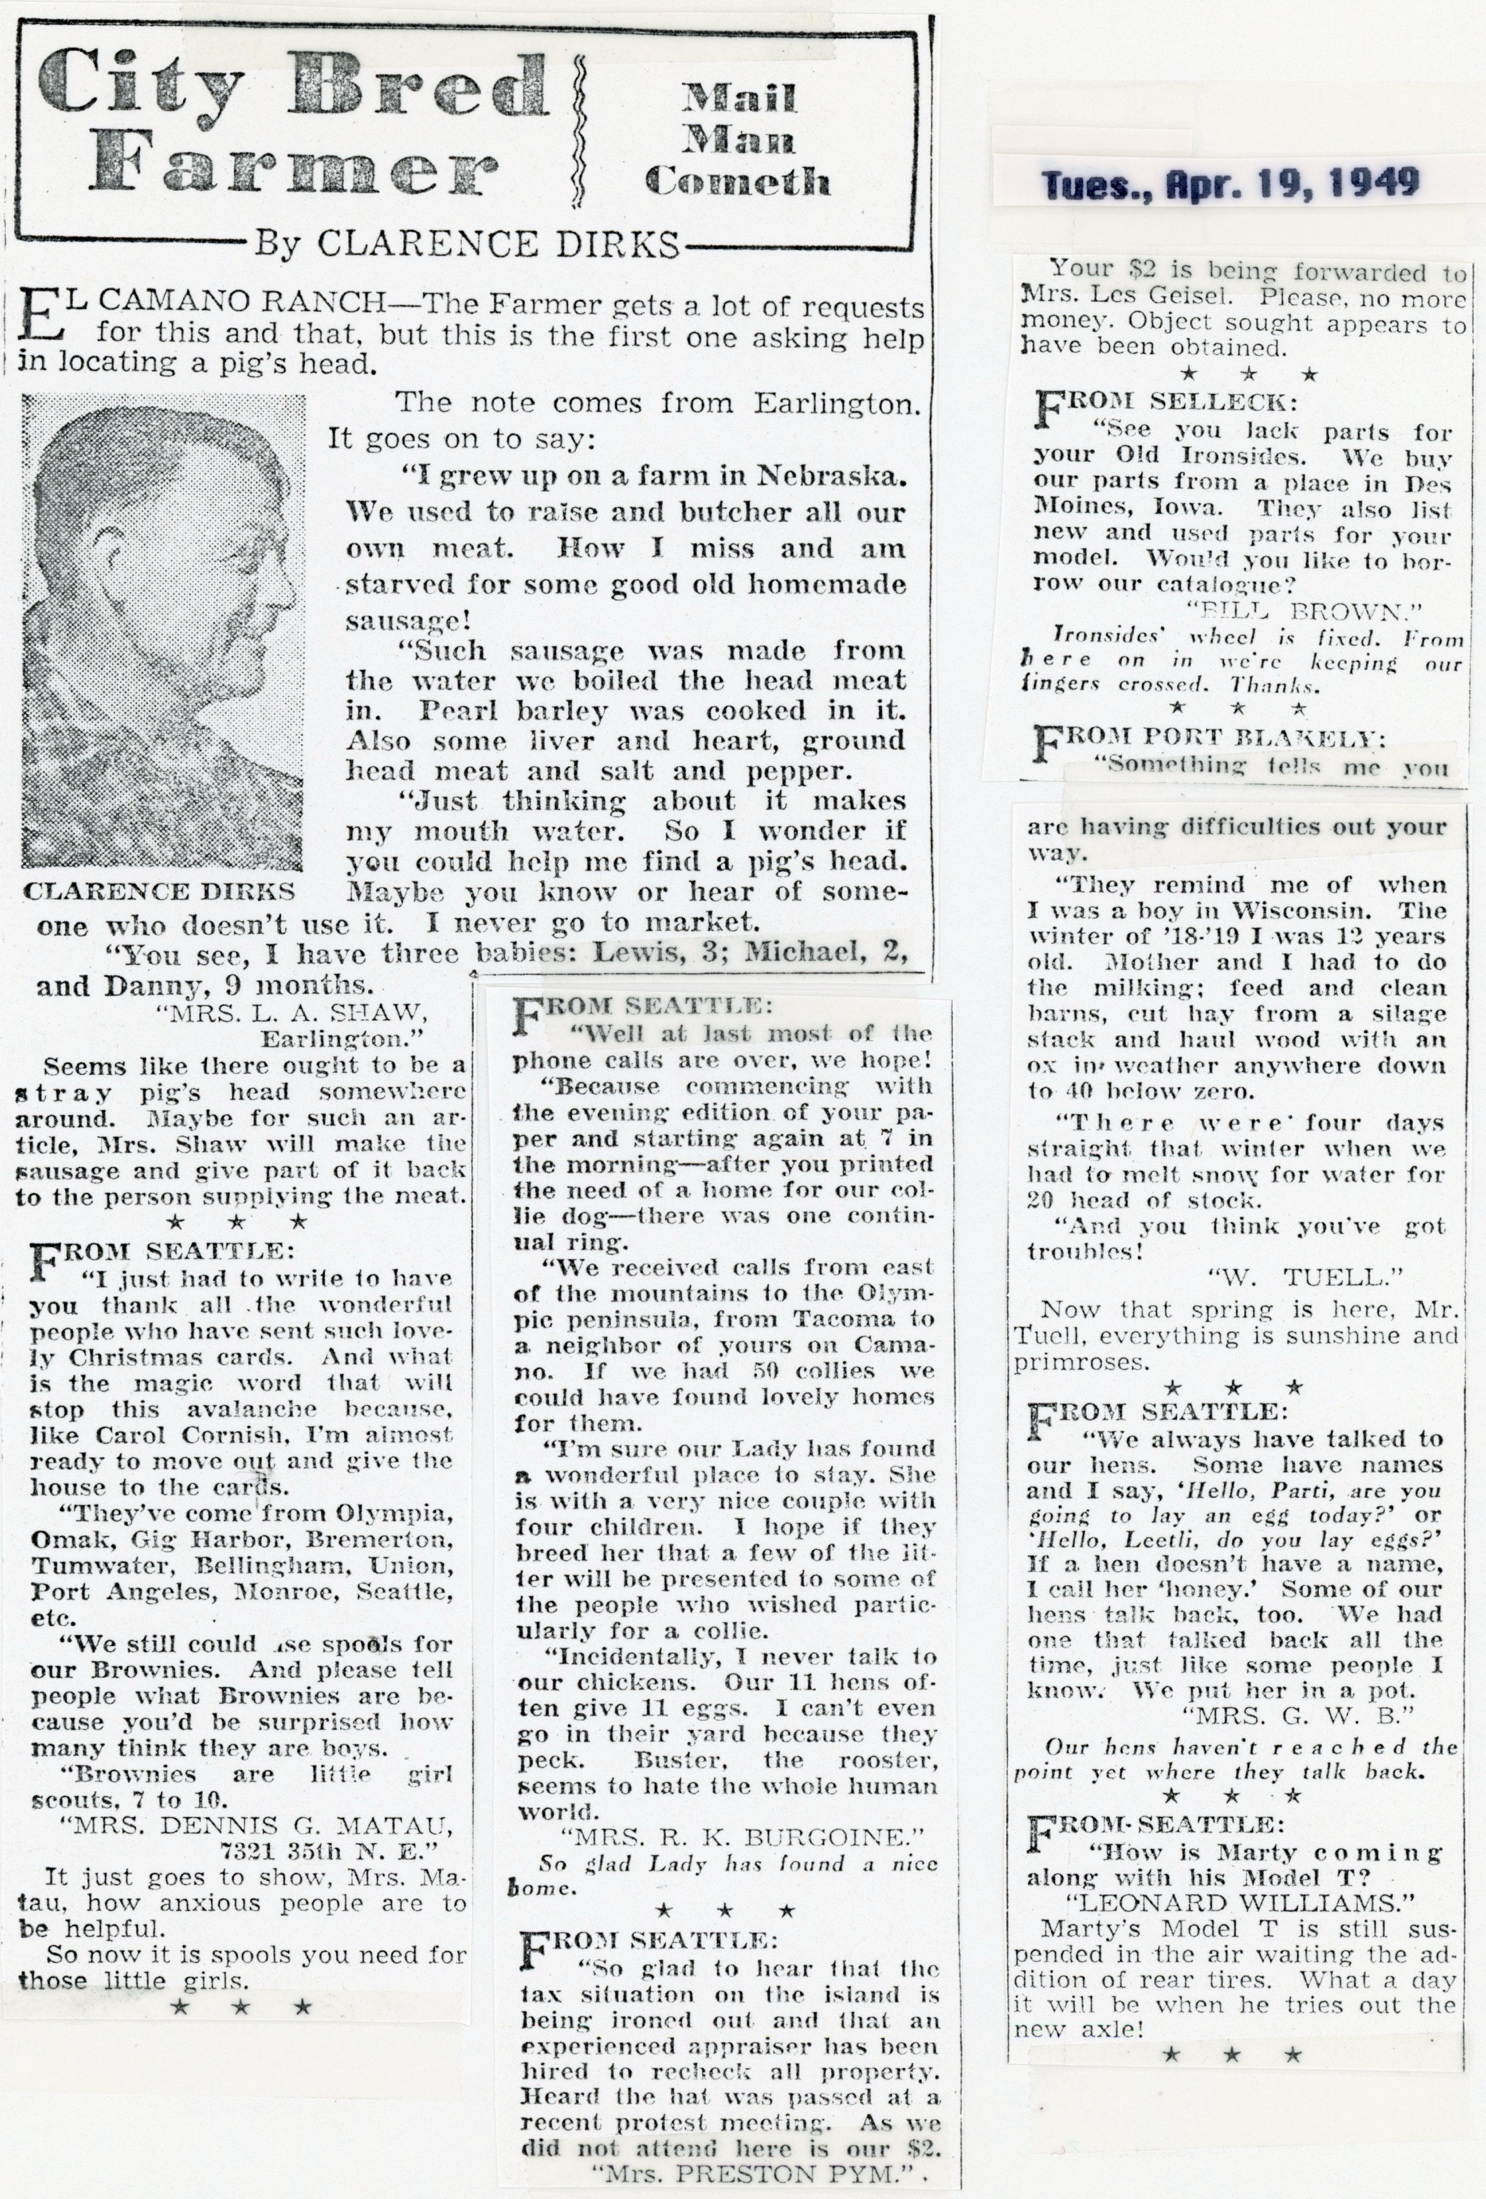 City Bred
Farmer
Mail
Man
Cometh
By CLARENCE DIRKS
Tues., Apr. 19, 1949
EL CAMANO RANCH—The Farmer gets a lot of requests
for this and that, but this is the first one asking help
in locating a pig's head.
The note comes from Earlington.
It goes on to say:
"I grew up on a farm in Nebraska.
We used to raise and butcher all our
own meat. How I miss and am
starved for some good old homemade
sausage!
"Such sausage was made from
the water we boiled the head meat
in. Pearl barley was cooked in it.
Also some liver and heart, ground
head meat and salt and pepper.
"Just thinking about it makes
my mouth water. So I wonder if
you could help me find a pig's head.
CLARENCE DIRKS
Maybe you know or hear of some-
one who doesn't use it. I never go to market.
"You see, I have three babies: Lewis, 3; Michael, 2,
and Danny, 9 months.
"MRS. L. A. SHAW,
Earlington."
Seems like there ought to be a
stray pig's head somewhere
around. Maybe for such an ar-
ticle, Mrs. Shaw will make the
sausage and give part of it back
to the person supplying the meat.
★ ★ ★
FROM SEATTLE:
"I just had to write to have
you thank all the wonderful
people who have sent such love-
ly Christmas cards. And what
is the magic word that will
stop this avalanche because,
like Carol Cornish, I'm almost
ready to move out and give the
house to the cards.
"They've come from Olympia,
Omak, Gig Harbor, Bremerton,
Tumwater, Bellingham, Union,
Port Angeles, Monroe, Seattle,
etc.
"We still could use spools for
our Brownies. And please tell
people what Brownies are be-
cause you'd be surprised how
many think they are boys.
"Brownies are little girl
scouts, 7 to 10.
"MRS. DENNIS G. MATAU,
7321 35th N. E."
It just goes to show, Mrs. Ma-
tau, how anxious people are to
be helpful.
So now it is spools you need for
those little girls.
★ ★ ★
FROM SEATTLE:
"Well at last most of the
phone calls are over, we hope!
"Because commencing with
the evening edition of your pa-
per and starting again at 7 in
the morning—after you printed
the need of a home for our col-
lie dog—there was one contin-
ual ring.
"We received calls from east
of the mountains to the Olym-
pic peninsula, from Tacoma to
a neighbor of yours on Cama-
no. If we had 50 collies we
could have found lovely homes
for them.
"I'm sure our Lady has found
a wonderful place to stay. She
is with a very nice couple with
four children. I hope if they
breed her that a few of the lit-
ter will be presented to some of
the people who wished partic-
ularly for a collie.
"Incidentally, I never talk to
our chickens. Our 11 hens of-
ten give 11 eggs. I can't even
go in their yard because they
peck. Buster, the rooster,
seems to hate the whole human
world.
"MRS. R. K. BURGOINE."
So glad Lady has found a nice
home.
★ ★ ★
FROM SEATTLE:
"So glad to hear that the
tax situation on the island is
being ironed out and that an
experienced appraiser has been
hired to recheck all property.
Heard the hat was passed at a
recent protest meeting. As we
did not attend here is our $2.
"Mrs. PRESTON PYM."
Your $2 is being forwarded to
Mrs. Les Geisel. Please, no more
money. Object sought appears to
have been obtained.
★ ★ ★
FROM SELLECK:
"See you lack parts for
your Old Ironsides. We buy
our parts from a place in Des
Moines, Iowa. They also list
new and used parts for your
model. Would you like to bor-
row our catalogue?
"BILL BROWN."
Ironsides' wheel is fixed. From
here on in we're keeping our
fingers crossed. Thanks.
★ ★ ★
FROM PORT BLAKELY:
"Something tells me you
are having difficulties out your
way.
"They remind me of when
I was a boy in Wisconsin. The
winter of '18-'19 I was 12 years
old. Mother and I had to do
the milking; feed and clean
barns, cut hay from a silage
stack and haul wood with an
ox in weather anywhere down
to 40 below zero.
"There were four days
straight that winter when we
had to melt snow for water for
20 head of stock.
"And you think you've got
troubles!
"W. TUELL."
Now that spring is here, Mr.
Tuell, everything is sunshine and
primroses.
★ ★ ★
FROM SEATTLE:
"We always have talked to
our hens. Some have names
and I say, 'Hello, Parti, are you
going to lay an egg today?' or
'Hello, Leetli, do you lay eggs?'
If a hen doesn't have a name,
I call her 'honey.' Some of our
hens talk back, too. We had
one that talked back all the
time, just like some people I
know. We put her in a pot.
"MRS. G. W. B."
Our hens haven't reached the
point yet where they talk back.
★ ★ ★
FROM SEATTLE:
"How is Marty coming
along with his Model T?
"LEONARD WILLIAMS."
Marty's Model T is still sus-
pended in the air waiting the ad-
dition of rear tires. What a day
it will be when he tries out the
new axle!
★ ★ ★